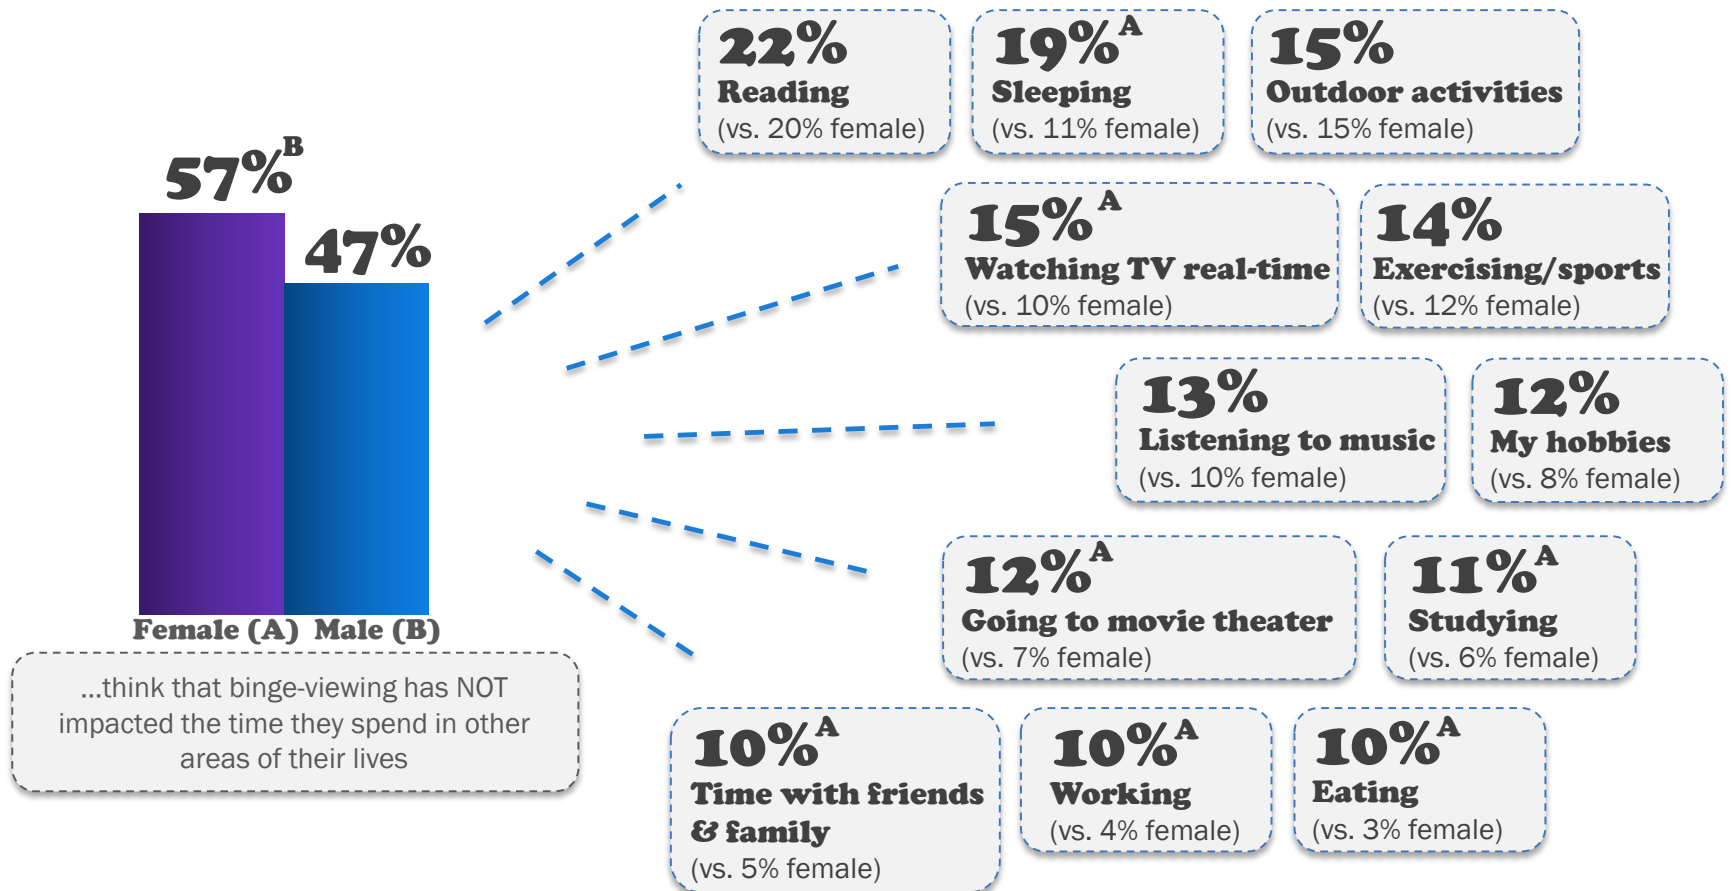 57%B
47%
Female (A) Male (B)
...think that binge-viewing has NOT
impacted the time they spend in other
areas of their lives
22%
Reading
(vs. 20% female)
19%A
Sleeping
(vs. 11% female)
15%
Outdoor activities
(vs. 15% female)
15%A
Watching TV real-time
(vs. 10% female)
14%
Exercising/sports
(vs. 12% female)
13%
Listening to music
(vs. 10% female)
12%
My hobbies
(vs. 8% female)
12%A
Going to movie theater
(vs. 7% female)
11%A
Studying
(vs. 6% female)
10%A
Time with friends
& family
(vs. 5% female)
10%A
Working
(vs. 4% female)
10%A
Eating
(vs. 3% female)